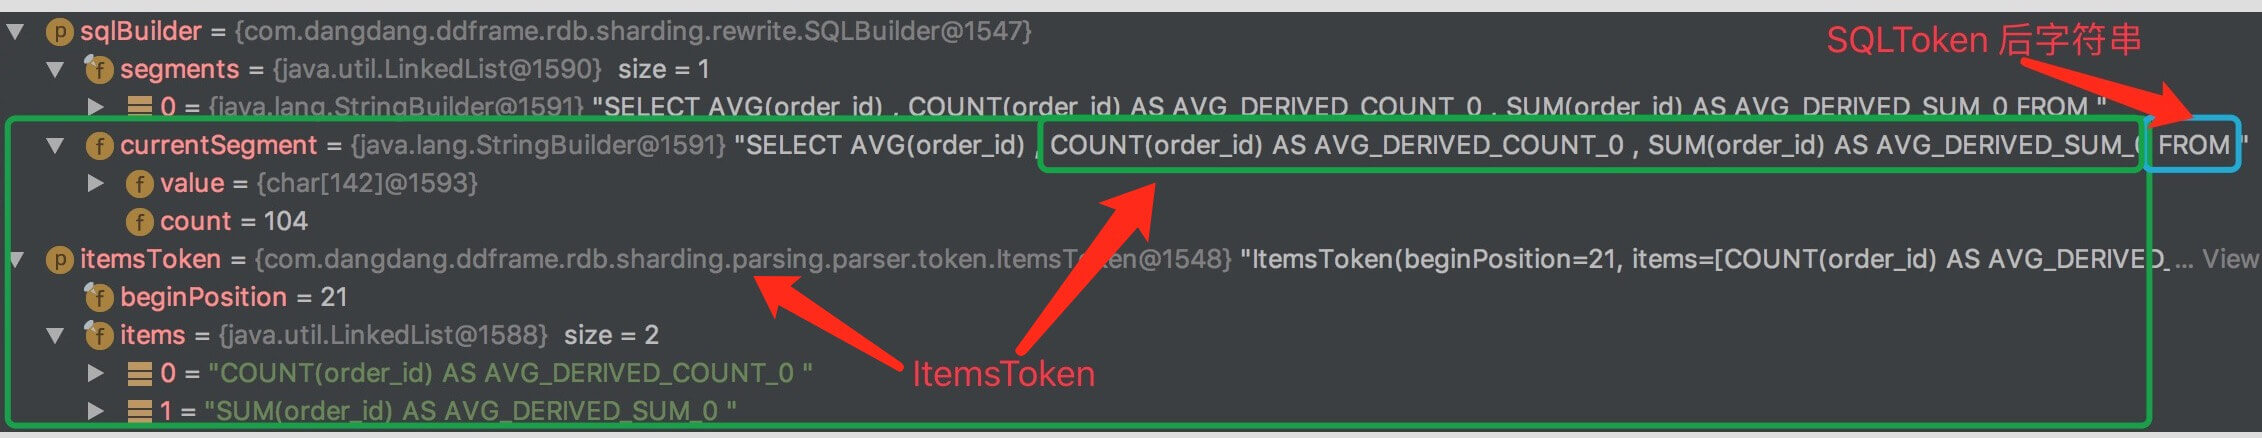 p sqlBuilder = {com.dangdang.ddframe.rdb.sharding.rewrite.SQLBuilder@1547}
SQLToken 后字符串
f segments = {java.util.LinkedList@1590} size = 1
0 = {java.lang.StringBuilder@1591} "SELECT AVG(order_id) , COUNT(order_id) AS AVG_DERIVED_COUNT_0 , SUM(order_id) AS AVG_DERIVED_SUM_0 FROM "
f currentSegment = {java.lang.StringBuilder@1591} "SELECT AVG(order_id) , COUNT(order_id) AS AVG_DERIVED_COUNT_0 , SUM(order_id) AS AVG_DERIVED_SUM_0 FROM "
f value = {char[142]@1593}
f count = 104
p itemsToken = {com.dangdang.ddframe.rdb.sharding.parsing.parser.token.ItemsToken@1548} "ItemsToken(beginPosition=21, items=[COUNT(order_id) AS AVG_DERIVED_... View
f beginPosition = 21
f items = {java.util.LinkedList@1588} size = 2
0 = "COUNT(order_id) AS AVG_DERIVED_COUNT_0 "
ItemsToken
1 = "SUM(order_id) AS AVG_DERIVED_SUM_0 "